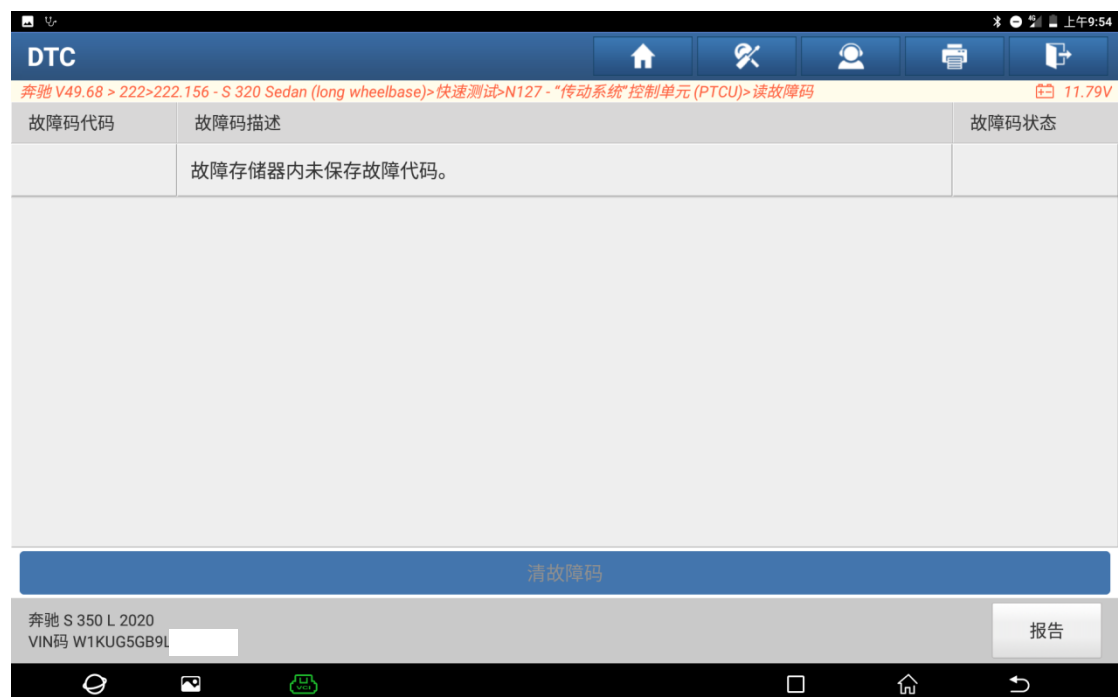 上午9:54
DTC
奔驰 V49.68 > 222>222.156 - S 320 Sedan (long wheelbase)>快速测试>N127 - “传动系统”控制单元 (PTCU)>读故障码 11.79V
故障码代码 故障码描述 故障码状态
故障存储器内未保存故障代码。
清故障码
奔驰 S 350 L 2020
VIN码 W1KUG5GB9L
报告
VCI